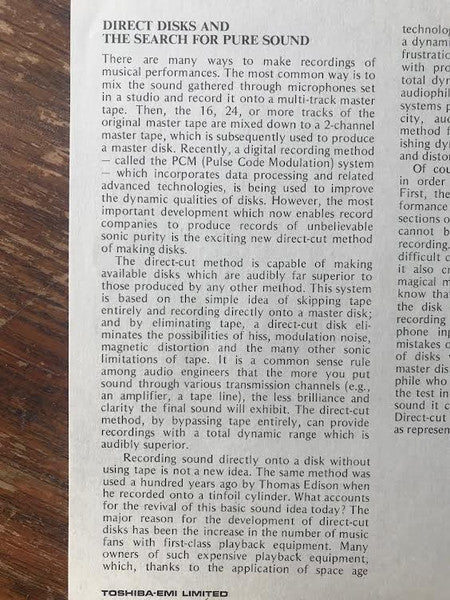 DIRECT DISKS AND
THE SEARCH FOR PURE SOUND
There are many ways to make recordings of
musical performances. The most common way is to
mix the sound gathered through microphones set
in a studio and record it onto a multi-track master
tape. Then, the 16, 24, or more tracks of the
original master tape are mixed down to a 2-channel
master tape, which is subsequently used to produce
a master disk. Recently, a digital recording method
— called the PCM (Pulse Code Modulation) system
— which incorporates data processing and related
advanced technologies, is being used to improve
the dynamic qualities of disks. However, the most
important development which now enables record
companies to produce records of unbelievable
sonic purity is the exciting new direct-cut method
of making disks.
The direct-cut method is capable of making
available disks which are audibly far superior to
those produced by any other method. This system
is based on the simple idea of skipping tape
entirely and recording directly onto a master disk;
and by eliminating tape, a direct-cut disk eli-
minates the possibilities of hiss, modulation noise,
magnetic distortion and the many other sonic
limitations of tape. It is a common sense rule
among audio engineers that the more you put
sound through various transmission channels (e.g.,
an amplifier, a tape line), the less brilliance and
clarity the final sound will exhibit. The direct-cut
method, by bypassing tape entirely, can provide
recordings with a total dynamic range which is
audibly superior.
Recording sound directly onto a disk without
using tape is not a new idea. The same method was
used a hundred years ago by Thomas Edison when
he recorded onto a tinfoil cylinder. What accounts
for the revival of this basic sound idea today? The
major reason for the development of direct-cut
disks has been the increase in the number of music
fans with first-class playback equipment. Many
owners of such expensive playback equipment,
which, thanks to the application of space age
TOSHIBA-EMI LIMITED
technolog
a dynami
frustratio
with pro
total dyn
audiophil
systems p
city, aud
method f
ishing dyn
and distor
Of cou
in order
First, the
formance
sections o
cannot b
recording.
difficult c
it also cr
magical m
know that
the disk
recording
phone inp
mistakes o
of disks v
master dis
phile who
the test in
sound it c
Direct-cut
as represen